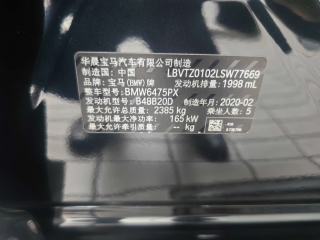 华晨宝马汽车有限公司制造
制造国：中国 LBVTZ0102LSW77669
品牌：宝马(BMW)牌 发动机排量：1998 mL
整车型号：BMW6475PX
发动机型号：B48B20D 制造年月：2020-02
最大允许总质量：2385 kg 乘坐人数：5
发动机最大净功率：165 kW
最大允许牵引质量：-- kg